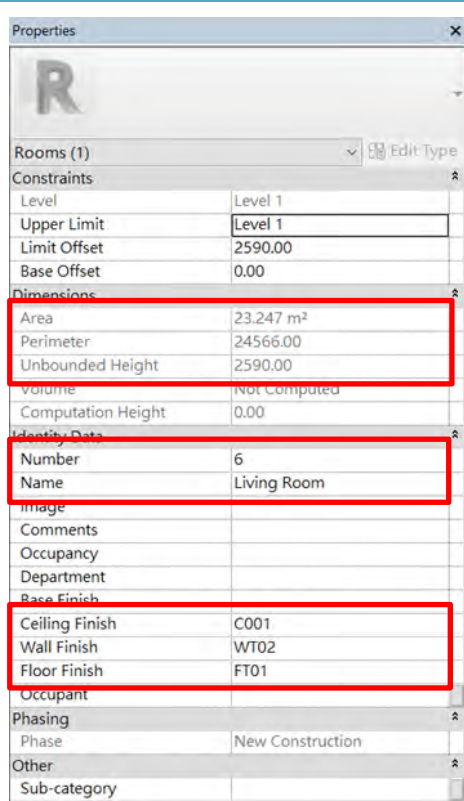 Properties
R
Rooms (1) Edit Type
Constraints
Level Level 1
Upper Limit Level 1
Limit Offset 2590.00
Base Offset 0.00
Dimensions
Area 23.247 m²
Perimeter 24566.00
Unbounded Height 2590.00
Volume Not Computed
Computation Height 0.00
Identity Data
Number 6
Name Living Room
Image
Comments
Occupancy
Department
Base Finish
Ceiling Finish C001
Wall Finish WT02
Floor Finish FT01
Occupant
Phasing
Phase New Construction
Other
Sub-category